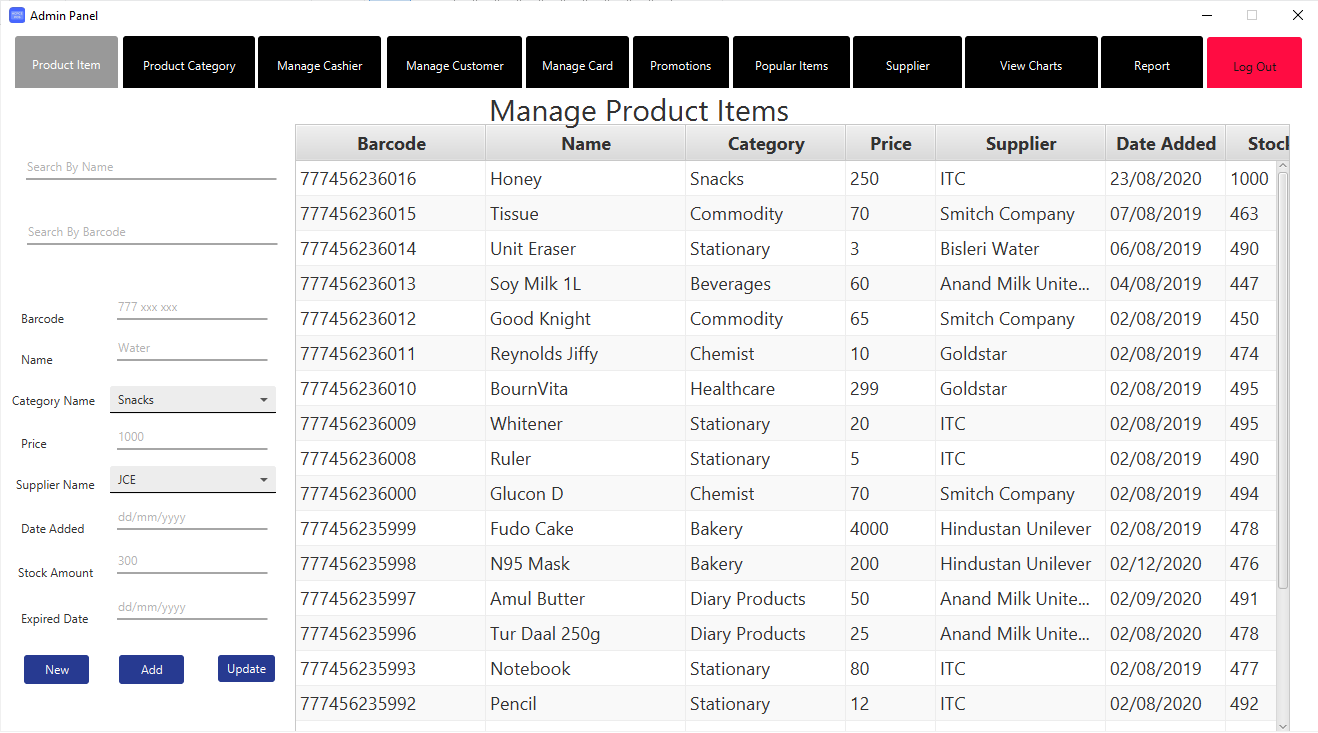 Admin Panel
Product Item Product Category Manage Cashier Manage Customer Manage Card Promotions Popular Items Supplier View Charts Report Log Out
Manage Product Items
Search By Name
Search By Barcode
Barcode 777 xxx xxx
Name Water
Category Name Snacks
Price 1000
Supplier Name JCE
Date Added dd/mm/yyyy
Stock Amount 300
Expired Date dd/mm/yyyy
New Add Update
Barcode Name Category Price Supplier Date Added Stock
777456236016 Honey Snacks 250 ITC 23/08/2020 1000
777456236015 Tissue Commodity 70 Smitch Company 07/08/2019 463
777456236014 Unit Eraser Stationary 3 Bisleri Water 06/08/2019 490
777456236013 Soy Milk 1L Beverages 60 Anand Milk Unite... 04/08/2019 447
777456236012 Good Knight Commodity 65 Smitch Company 02/08/2019 450
777456236011 Reynolds Jiffy Chemist 10 Goldstar 02/08/2019 474
777456236010 BournVita Healthcare 299 Goldstar 02/08/2019 495
777456236009 Whitener Stationary 20 ITC 02/08/2019 495
777456236008 Ruler Stationary 5 ITC 02/08/2019 490
777456236000 Glucon D Chemist 70 Smitch Company 02/08/2019 494
777456235999 Fudo Cake Bakery 4000 Hindustan Unilever 02/08/2019 478
777456235998 N95 Mask Bakery 200 Hindustan Unilever 02/12/2020 476
777456235997 Amul Butter Diary Products 50 Anand Milk Unite... 02/09/2020 491
777456235996 Tur Daal 250g Diary Products 25 Anand Milk Unite... 02/08/2020 478
777456235993 Notebook Stationary 80 ITC 02/08/2019 477
777456235992 Pencil Stationary 12 ITC 02/08/2020 492